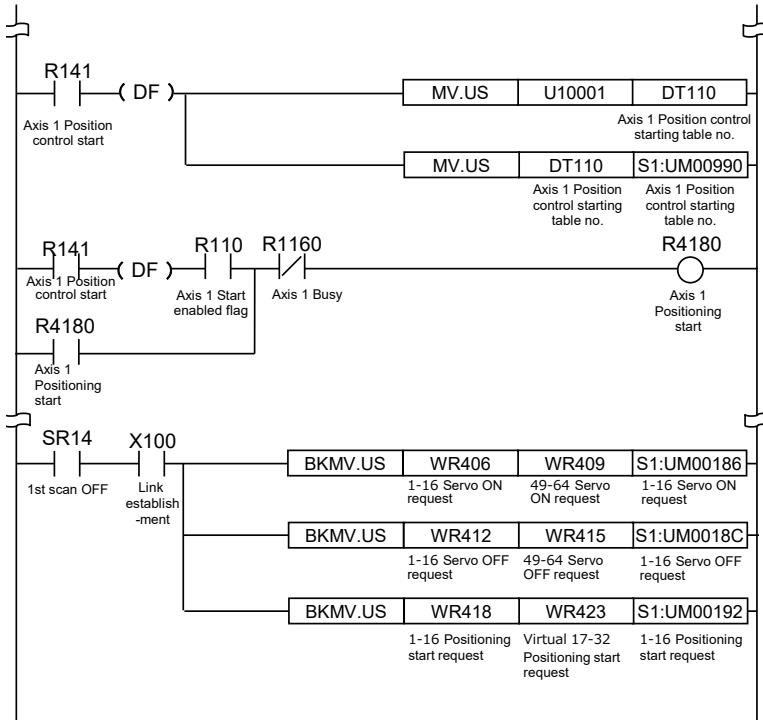 R141
DF
MV.US U10001 DT110
Axis 1 Position
control start
Axis 1 Position control
starting table no.
MV.US DT110 S1:UM00990
Axis 1 Position
control starting
table no.
Axis 1 Position
control starting
table no.
R141
DF
R110
R1160
R4180
Axis 1 Position
control start
Axis 1 Start
enabled flag
Axis 1 Busy
Axis 1
Positioning
start
R4180
Axis 1
Positioning
start
SR14
X100
1st scan OFF
Link
establish
-ment
BKMV.US WR406 WR409 S1:UM00186
1-16 Servo ON
request
49-64 Servo
ON request
1-16 Servo ON
request
BKMV.US WR412 WR415 S1:UM0018C
1-16 Servo OFF
request
49-64 Servo
OFF request
1-16 Servo OFF
request
BKMV.US WR418 WR423 S1:UM00192
1-16 Positioning
start request
Virtual 17-32
Positioning start
request
1-16 Positioning
start request